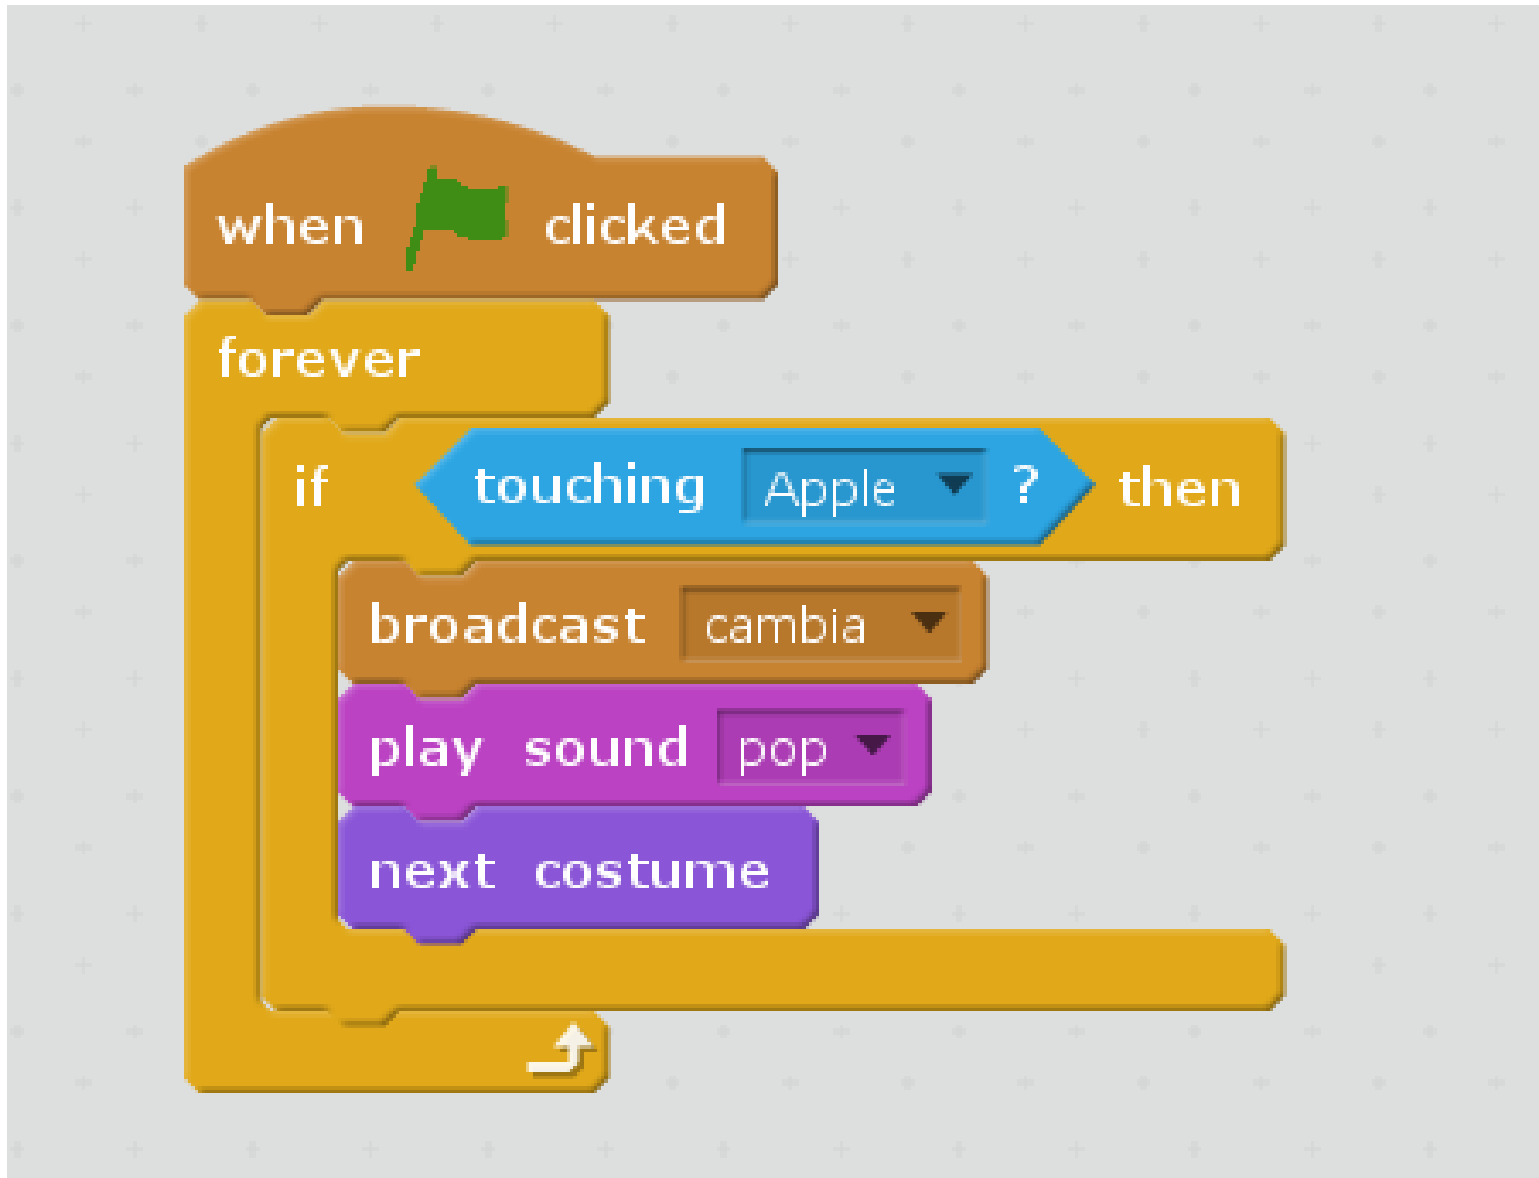 when clicked
forever
if touching Apple ? then
broadcast cambia
play sound pop
next costume